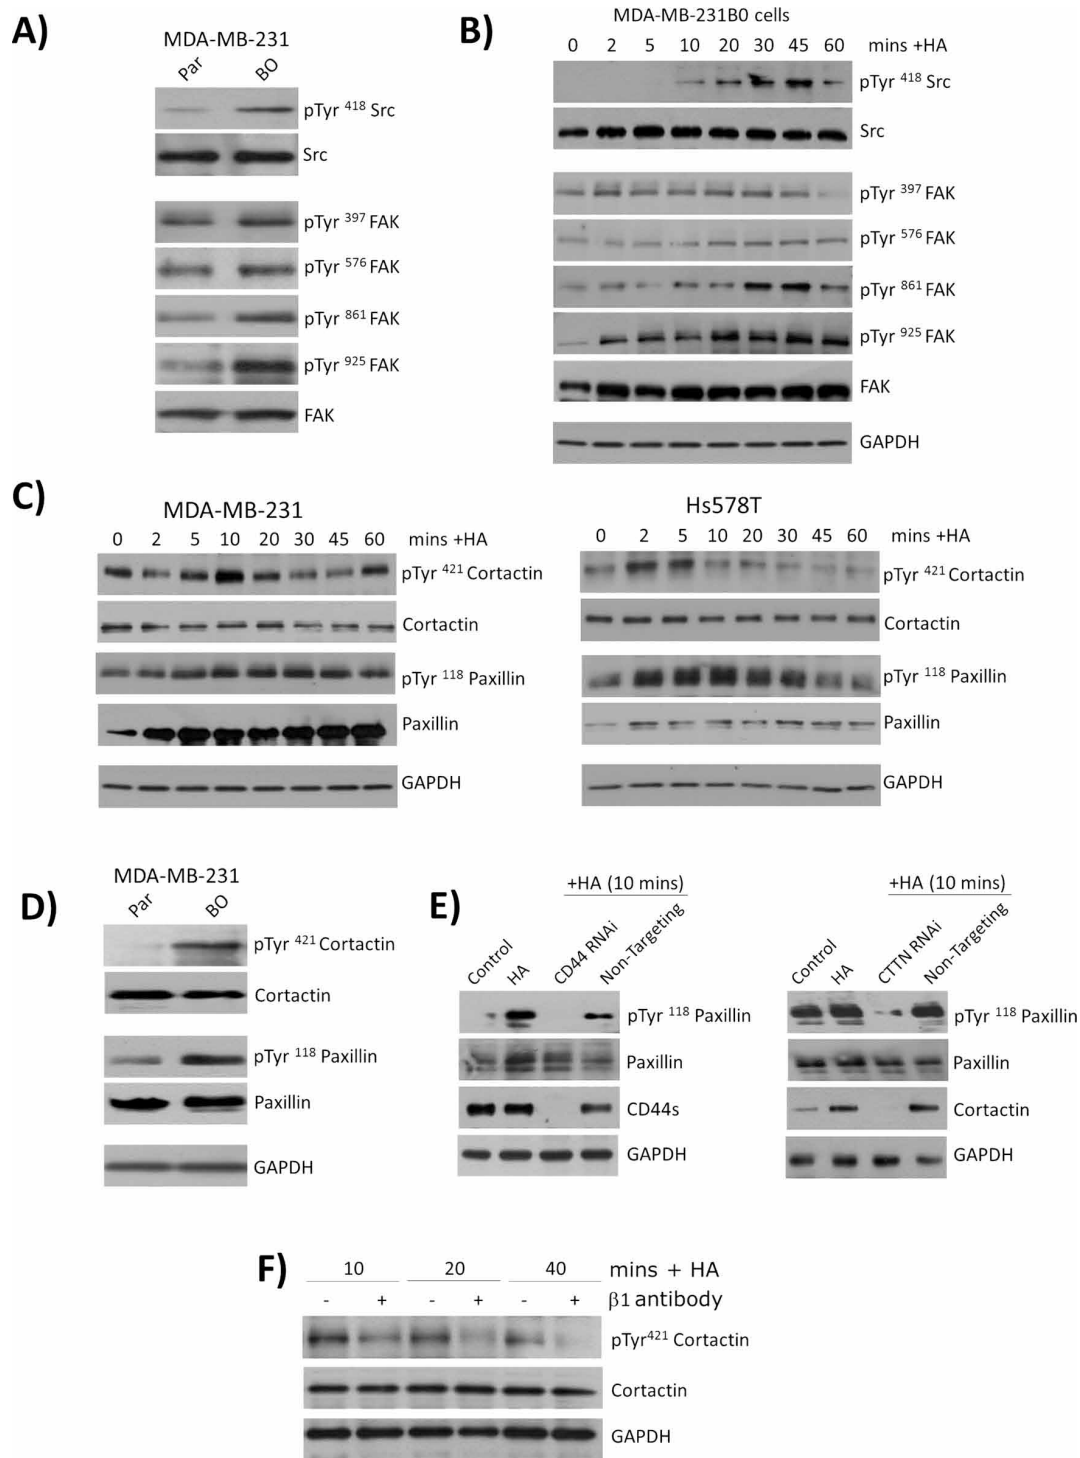 A)
MDA-MB-231
Par BO
pTyr 418 Src
Src
pTyr 397 FAK
pTyr 576 FAK
pTyr 861 FAK
pTyr 925 FAK
FAK
B)
MDA-MB-231B0 cells
0 2 5 10 20 30 45 60 mins +HA
pTyr 418 Src
Src
pTyr 397 FAK
pTyr 576 FAK
pTyr 861 FAK
pTyr 925 FAK
FAK
GAPDH
C)
MDA-MB-231
0 2 5 10 20 30 45 60 mins +HA
pTyr 421 Cortactin
Cortactin
pTyr 118 Paxillin
Paxillin
GAPDH
Hs578T
0 2 5 10 20 30 45 60 mins +HA
pTyr 421 Cortactin
Cortactin
pTyr 118 Paxillin
Paxillin
GAPDH
D)
MDA-MB-231
Par BO
pTyr 421 Cortactin
Cortactin
pTyr 118 Paxillin
Paxillin
GAPDH
E)
+HA (10 mins)
Control HA CD44 RNAi Non-Targeting
pTyr 118 Paxillin
Paxillin
CD44s
GAPDH
+HA (10 mins)
Control HA CTTN RNAi Non-Targeting
pTyr 118 Paxillin
Paxillin
Cortactin
GAPDH
F)
10 20 40 mins + HA
- + - + - + β1 antibody
pTyr421 Cortactin
Cortactin
GAPDH